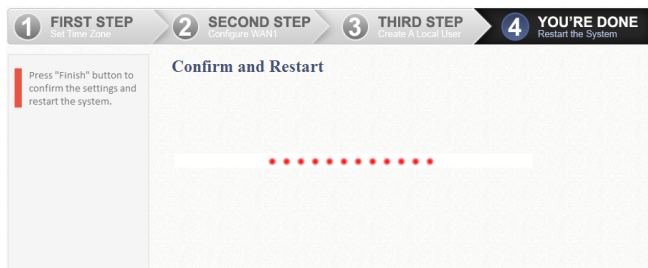 1 FIRST STEP
Set Time Zone
2 SECOND STEP
Configure WAN1
3 THIRD STEP
Create A Local User
4 YOU'RE DONE
Restart the System
Press "Finish" button to
confirm the settings and
restart the system.
Confirm and Restart